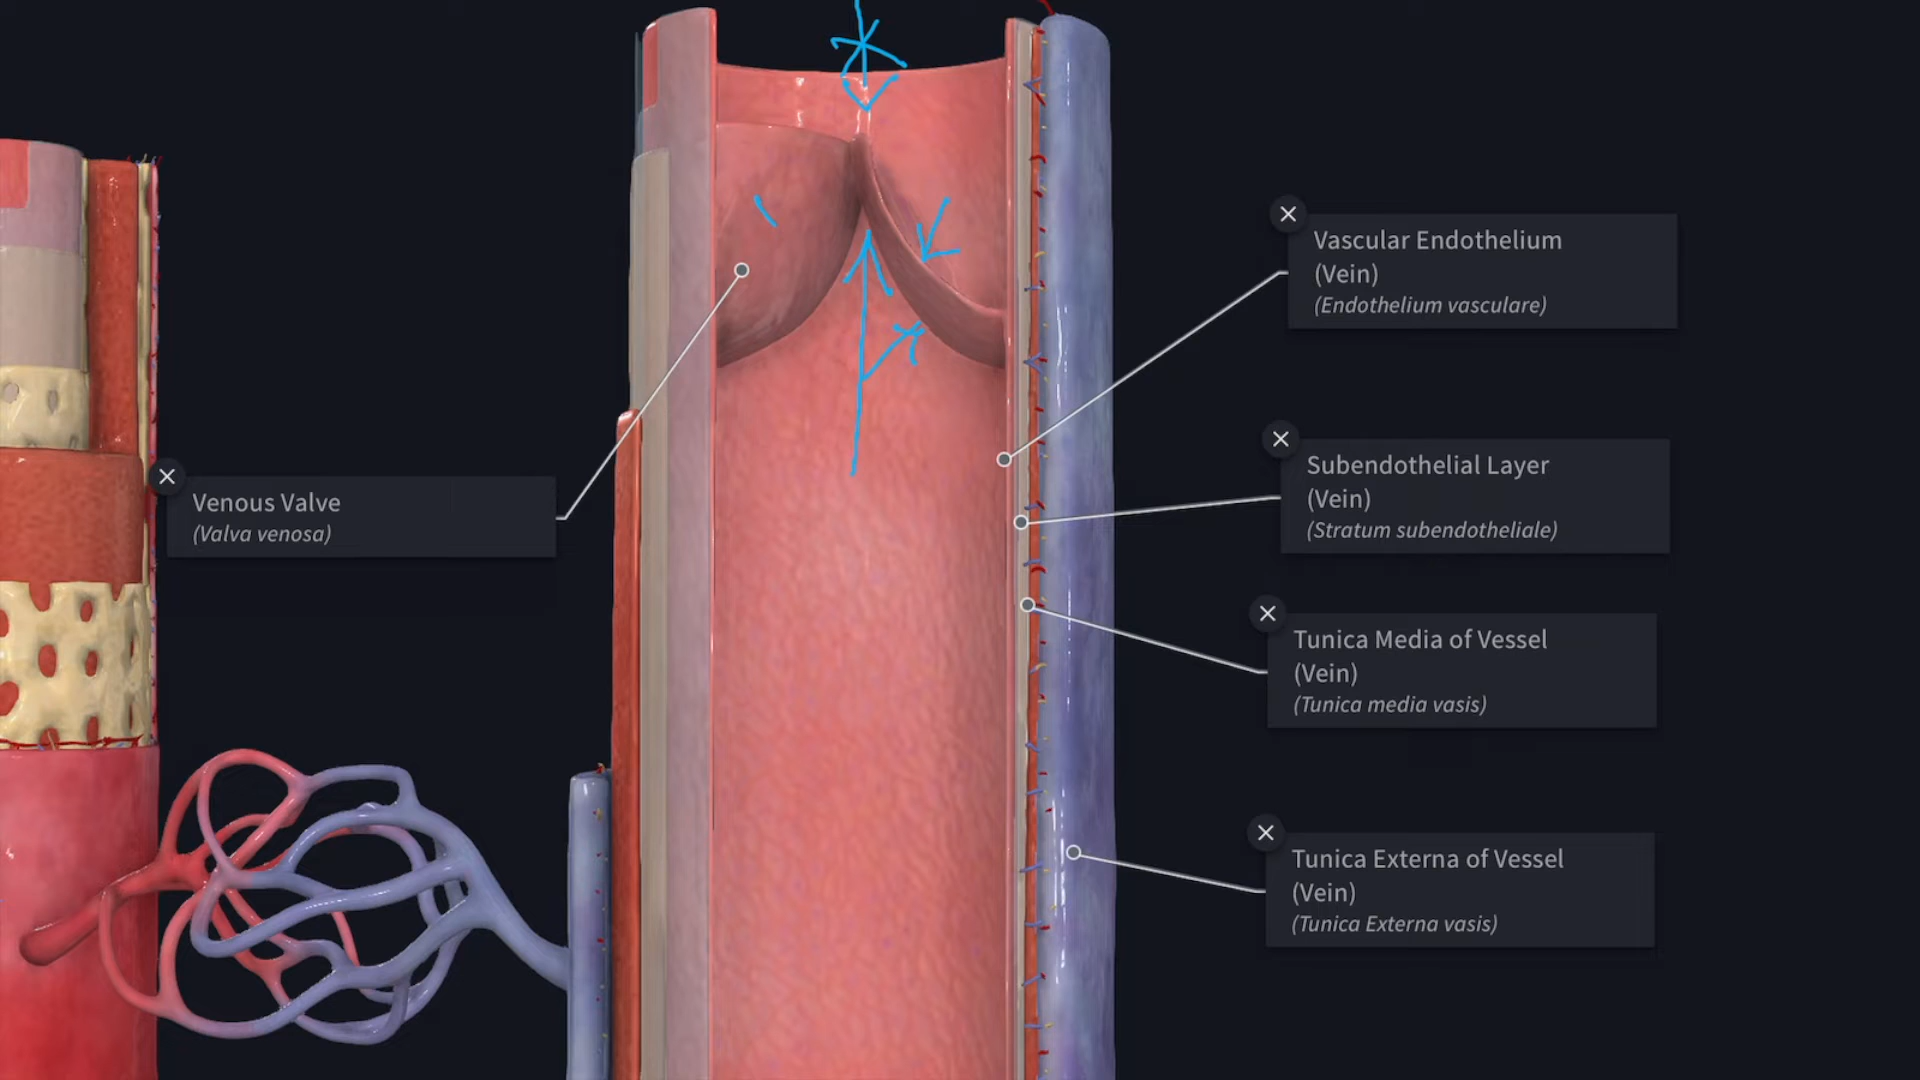 Vascular Endothelium
(Vein)
(Endothelium vasculare)
Subendothelial Layer
(Vein)
(Stratum subendotheliale)
Venous Valve
(Valva venosa)
Tunica Media of Vessel
(Vein)
(Tunica media vasis)
Tunica Externa of Vessel
(Vein)
(Tunica Externa vasis)